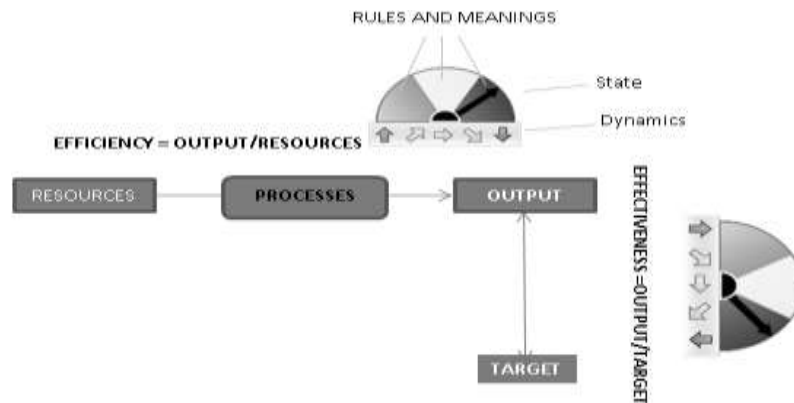 RULES AND MEANINGS
State
Dynamics
EFFICIENCY = OUTPUT/RESOURCES
RESOURCES
PROCESSES
OUTPUT
EFFECTIVENESS =OUTPUT/TARGET
TARGET